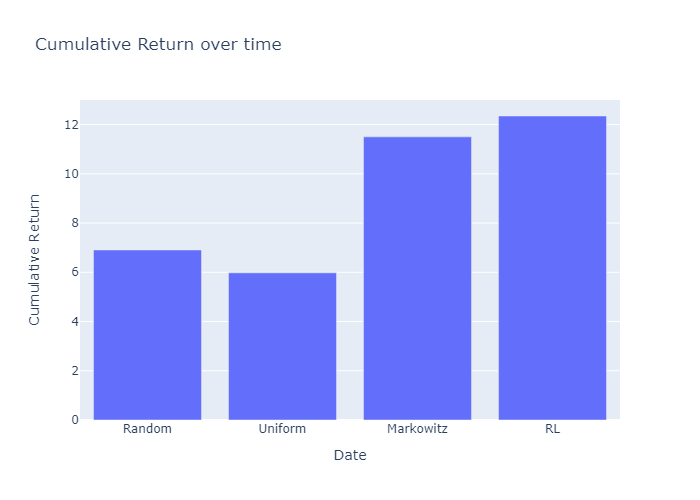 Cumulative Return over time
Cumulative Return
12
10
8
6
4
2
0
Random
Uniform
Markowitz
RL
Date